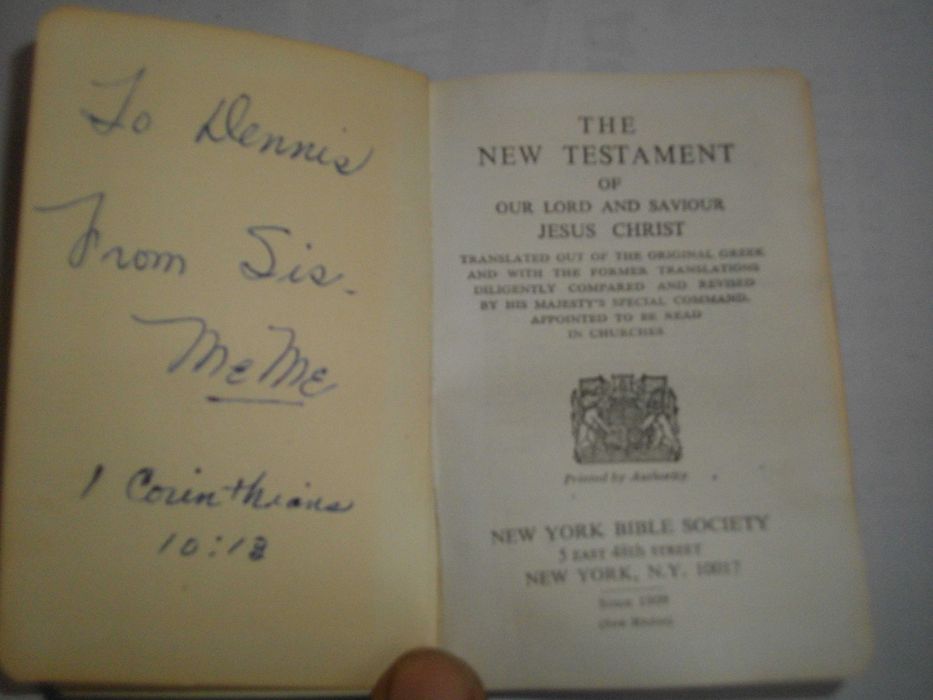 To Dennis
From Sis.
MeMe
1 Corinthians
10:13
THE
NEW TESTAMENT
OF
OUR LORD AND SAVIOUR
JESUS CHRIST
TRANSLATED OUT OF THE ORIGINAL GREEK
AND WITH THE FORMER TRANSLATIONS
DILIGENTLY COMPARED AND REVISED
BY HIS MAJESTY'S SPECIAL COMMAND.
APPOINTED TO BE READ
IN CHURCHES
Printed by Authority
NEW YORK BIBLE SOCIETY
5 EAST 48th STREET
NEW YORK, N.Y. 10017